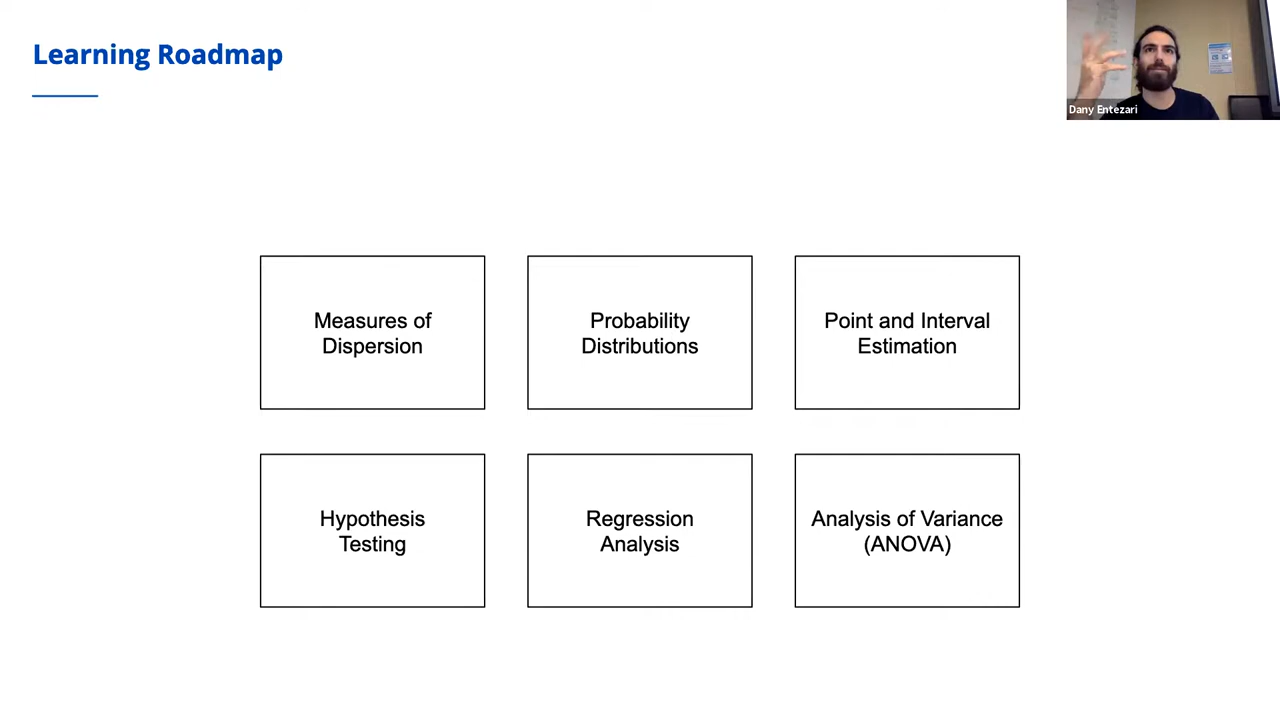 Learning Roadmap
Dany Entezari
Measures of
Dispersion
Probability
Distributions
Point and Interval
Estimation
Hypothesis
Testing
Regression
Analysis
Analysis of Variance
(ANOVA)